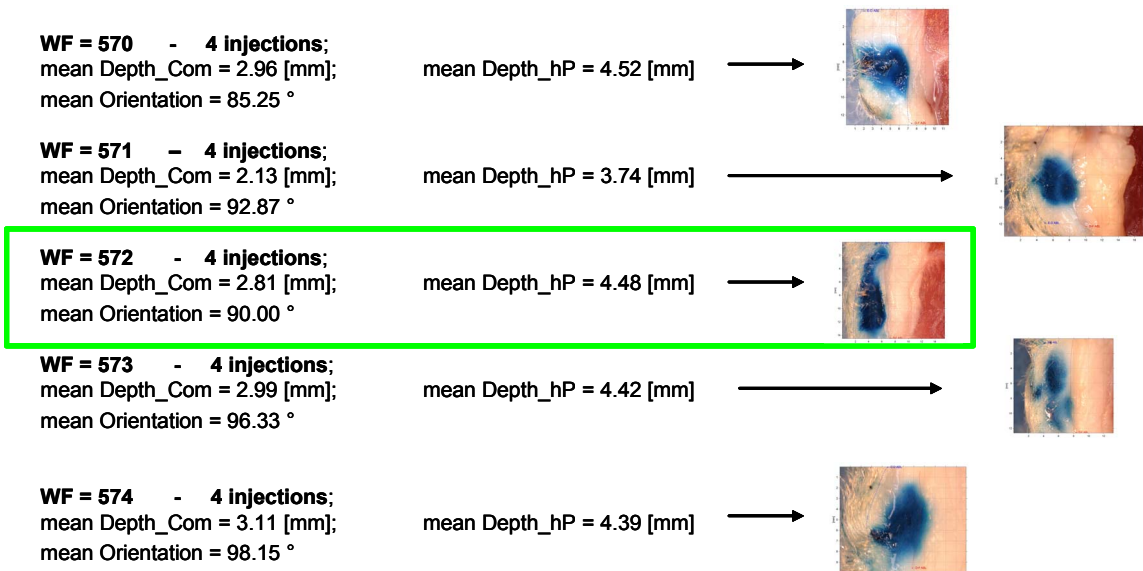 WF = 570 - 4 injections;
mean Depth_Com = 2.96 [mm]; mean Depth_hP = 4.52 [mm]
mean Orientation = 85.25 °
WF = 571 – 4 injections;
mean Depth_Com = 2.13 [mm]; mean Depth_hP = 3.74 [mm]
mean Orientation = 92.87 °
WF = 572 - 4 injections;
mean Depth_Com = 2.81 [mm]; mean Depth_hP = 4.48 [mm]
mean Orientation = 90.00 °
WF = 573 - 4 injections;
mean Depth_Com = 2.99 [mm]; mean Depth_hP = 4.42 [mm]
mean Orientation = 96.33 °
WF = 574 - 4 injections;
mean Depth_Com = 3.11 [mm]; mean Depth_hP = 4.39 [mm]
mean Orientation = 98.15 °